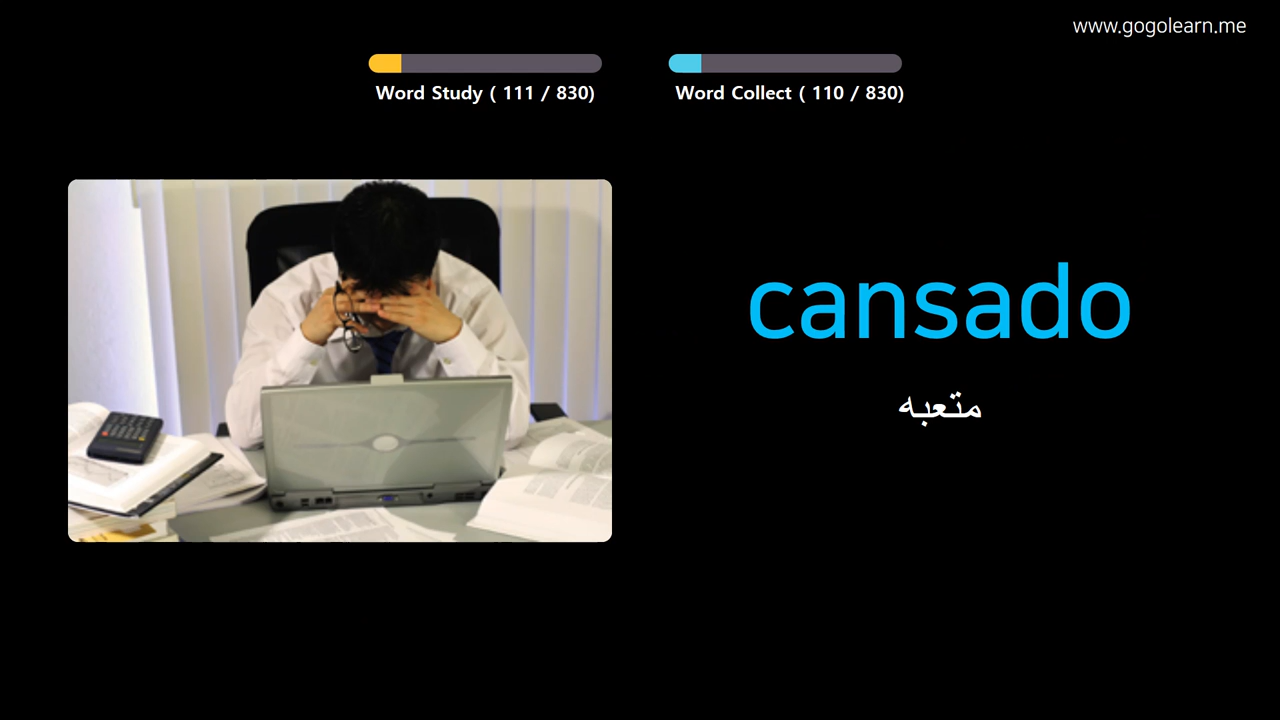 www.gogolearn.me
Word Study ( 111 / 830)
Word Collect ( 110 / 830)
cansado
متعبه